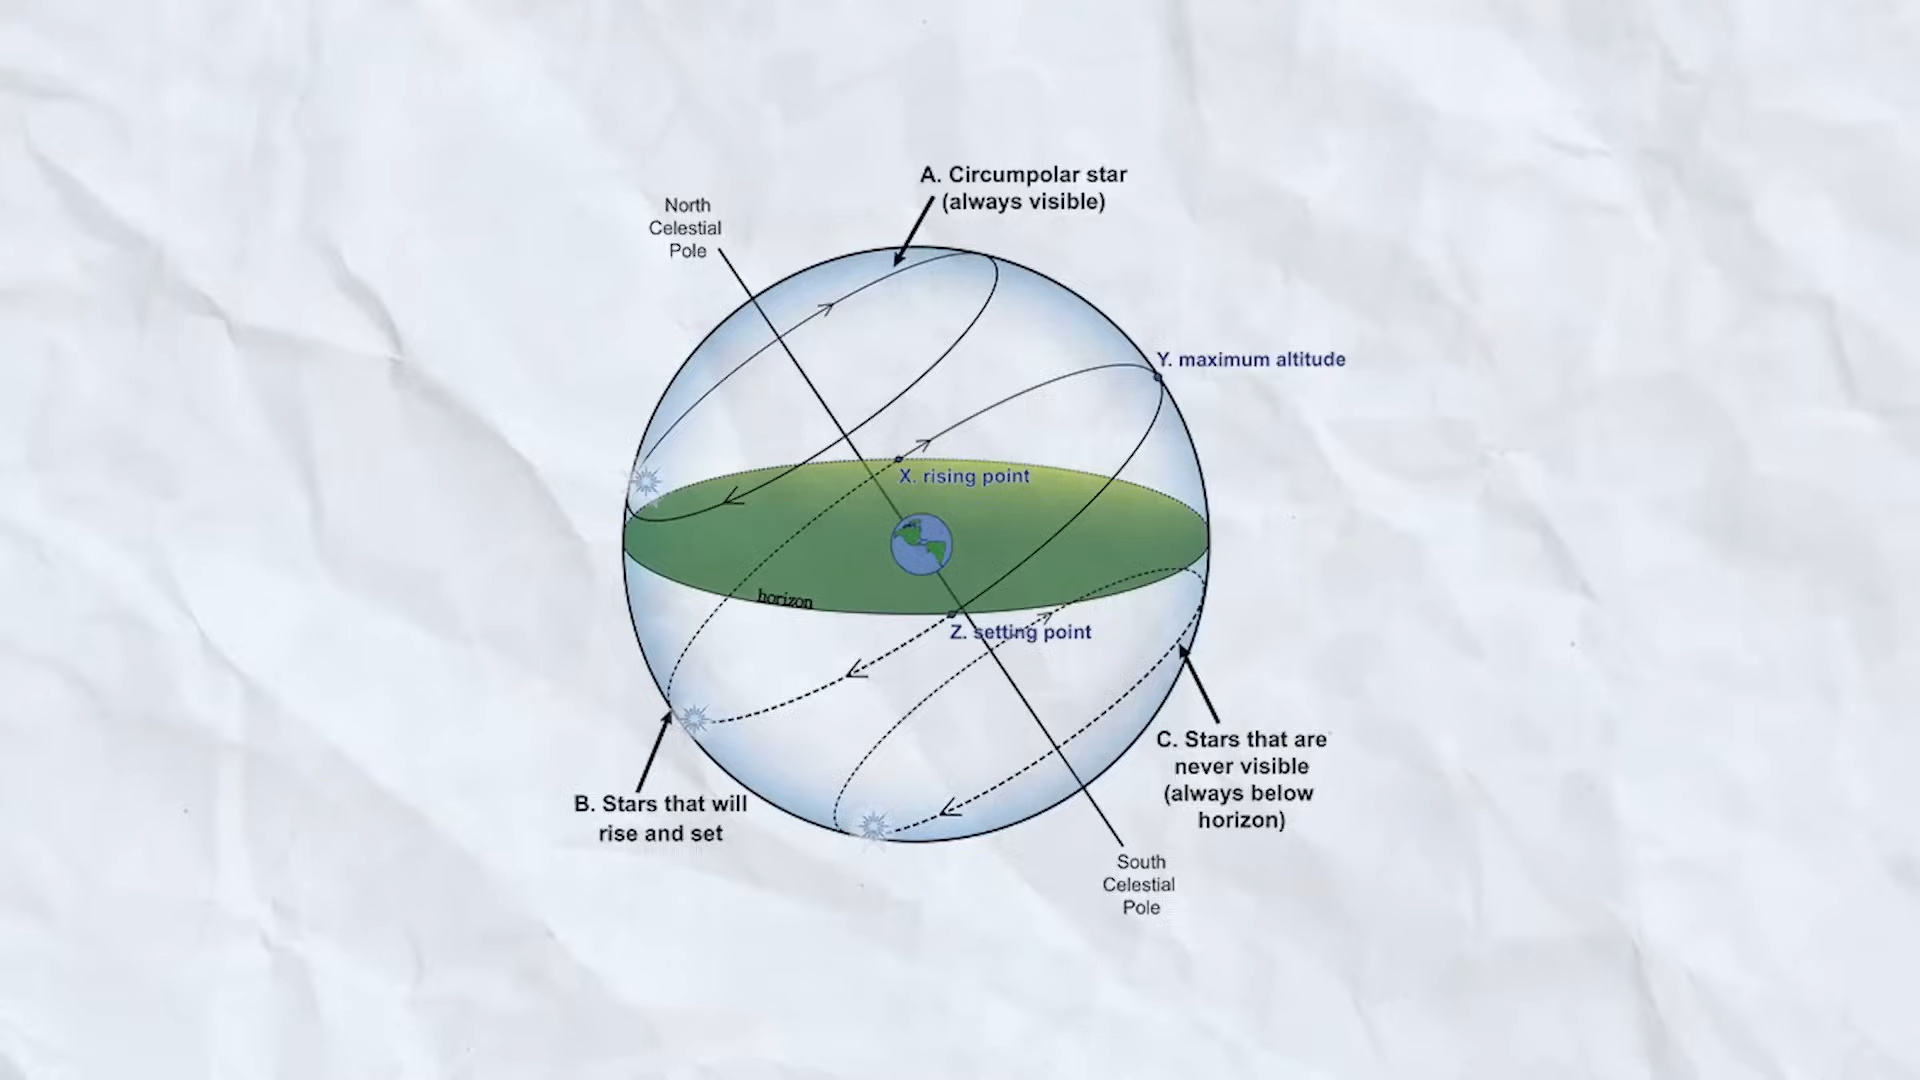 A. Circumpolar star
(always visible)
North
Celestial
Pole
Y. maximum altitude
X. rising point
horizon
Z. setting point
C. Stars that are
never visible
(always below
horizon)
B. Stars that will
rise and set
South
Celestial
Pole